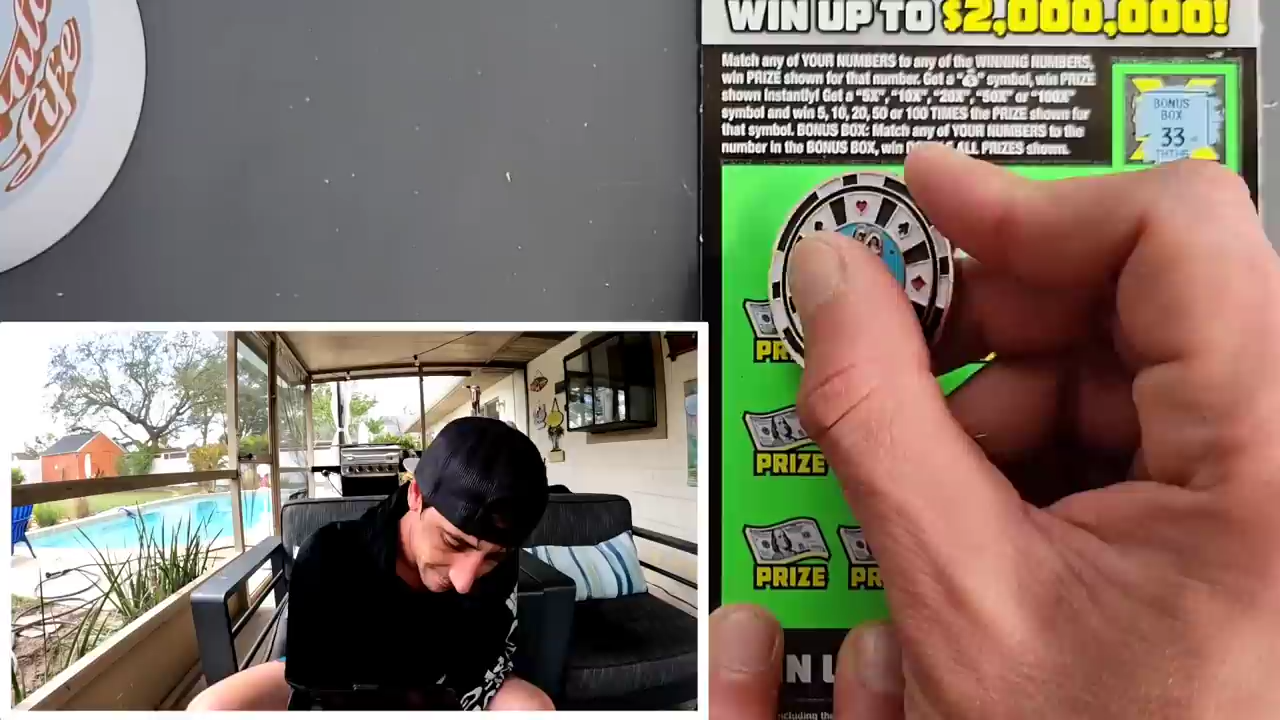 WIN UP TO $2,000,000!
Match any of YOUR NUMBERS to any of the WINNING NUMBERS,
win PRIZE shown for that number. Get a " " symbol, win PRIZE
shown instantly! Get a "5X", "10X", "20X", "50X" or "100X"
symbol and win 5, 10, 20, 50 or 100 TIMES the PRIZE shown for
that symbol. BONUS BOX: Match any of YOUR NUMBERS to the
number in the BONUS BOX, win ALL PRIZES shown.
BONUS
BOX
33
PR
PRIZE
PRIZE PR
Life